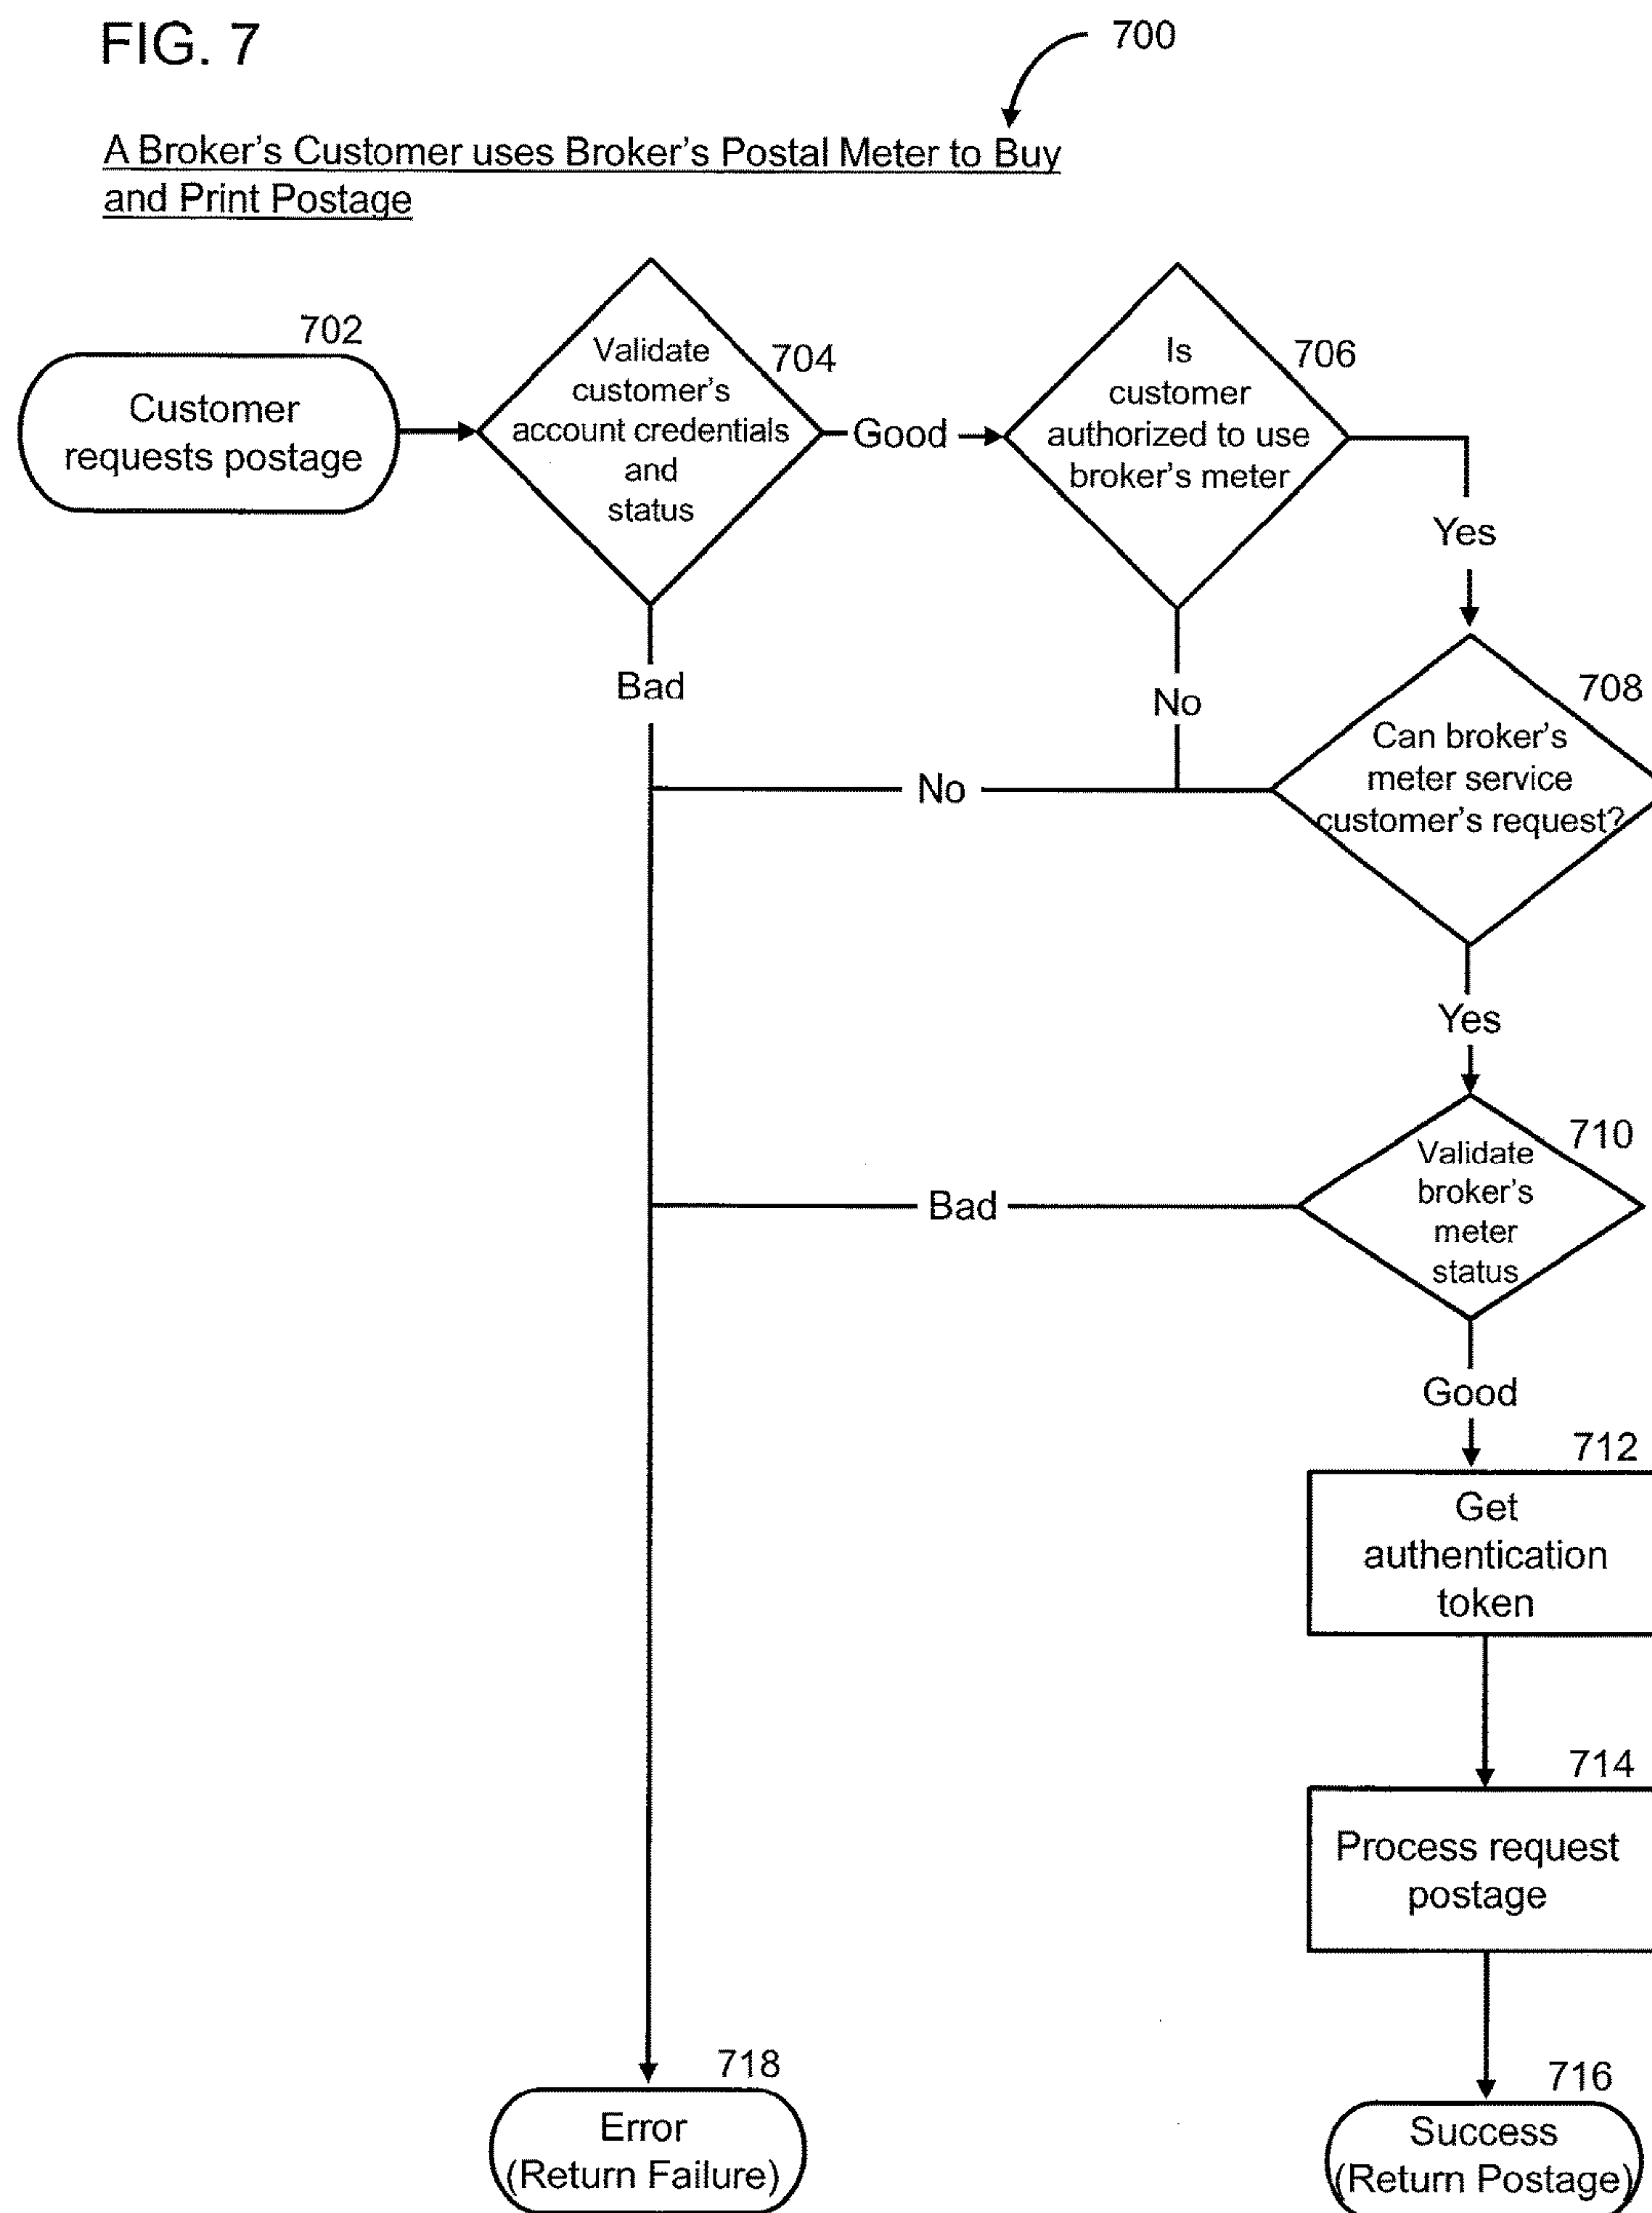 FIG. 7
700
A Broker's Customer uses Broker's Postal Meter to Buy
and Print Postage
702
Customer
requests postage
704
Validate
customer's
account credentials
and
status
Good
706
Is
customer
authorized to use
broker's meter
Yes
Bad
No
708
Can broker's
meter service
customer's request?
No
Yes
710
Validate
broker's
meter
status
Bad
Good
712
Get
authentication
token
714
Process request
postage
718
Error
(Return Failure)
716
Success
(Return Postage)